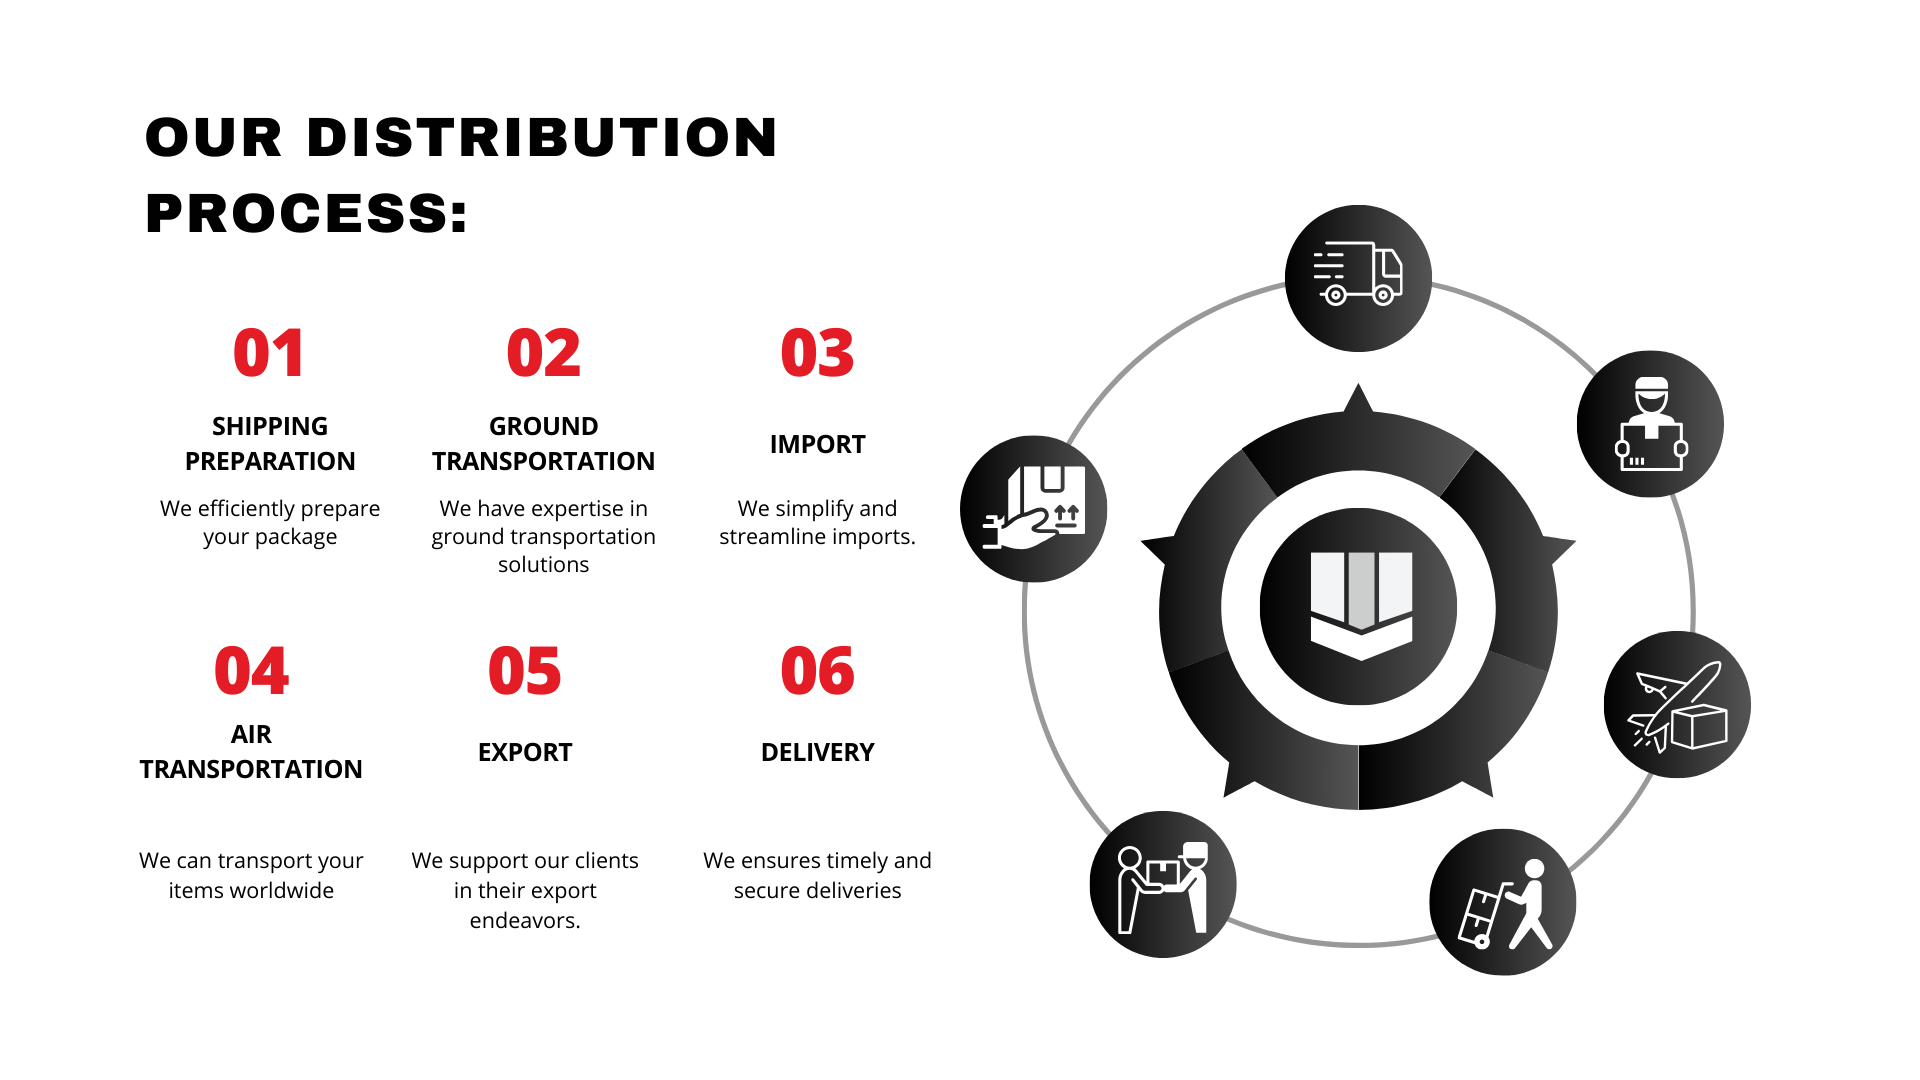 OUR DISTRIBUTION
PROCESS:
01
SHIPPING
PREPARATION
We efficiently prepare
your package
02
GROUND
TRANSPORTATION
We have expertise in
ground transportation
solutions
03
IMPORT
We simplify and
streamline imports.
04
AIR
TRANSPORTATION
We can transport your
items worldwide
05
EXPORT
We support our clients
in their export
endeavors.
06
DELIVERY
We ensures timely and
secure deliveries